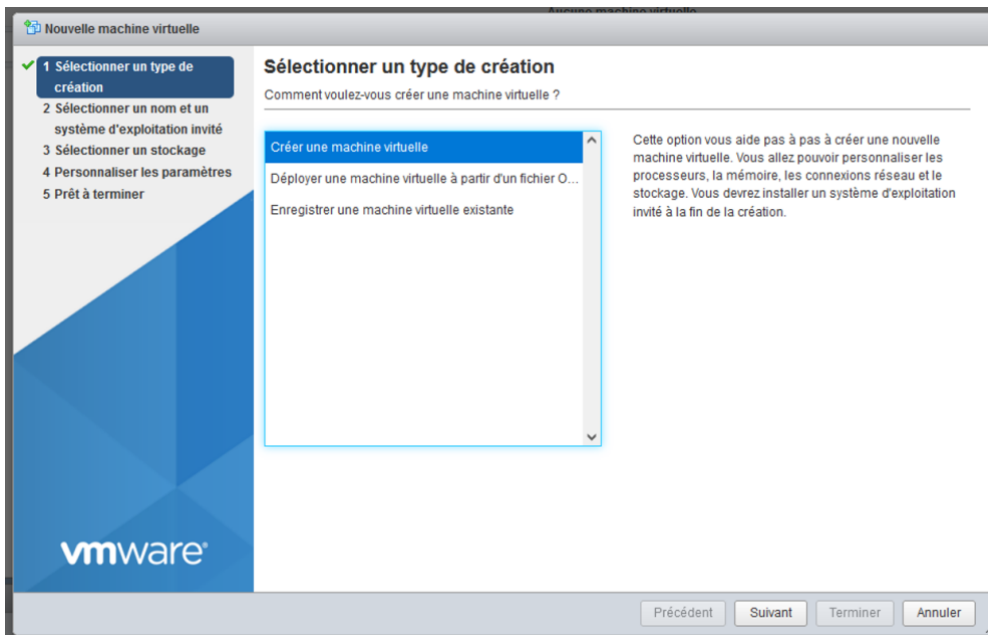 Aucune machine virtuelle
Nouvelle machine virtuelle
1 Sélectionner un type de
création
2 Sélectionner un nom et un
système d'exploitation invité
3 Sélectionner un stockage
4 Personnaliser les paramètres
5 Prêt à terminer
Sélectionner un type de création
Comment voulez-vous créer une machine virtuelle ?
Créer une machine virtuelle
Déployer une machine virtuelle à partir d'un fichier O...
Enregistrer une machine virtuelle existante
Cette option vous aide pas à pas à créer une nouvelle
machine virtuelle. Vous allez pouvoir personnaliser les
processeurs, la mémoire, les connexions réseau et le
stockage. Vous devrez installer un système d'exploitation
invité à la fin de la création.
vmware®
Précédent
Suivant
Terminer
Annuler